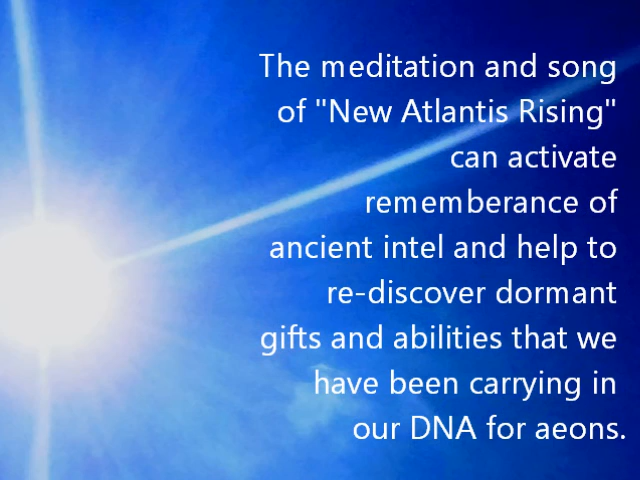 The meditation and song
of "New Atlantis Rising"
can activate
rememberance of
ancient intel and help to
re-discover dormant
gifts and abilities that we
have been carrying in
our DNA for aeons.